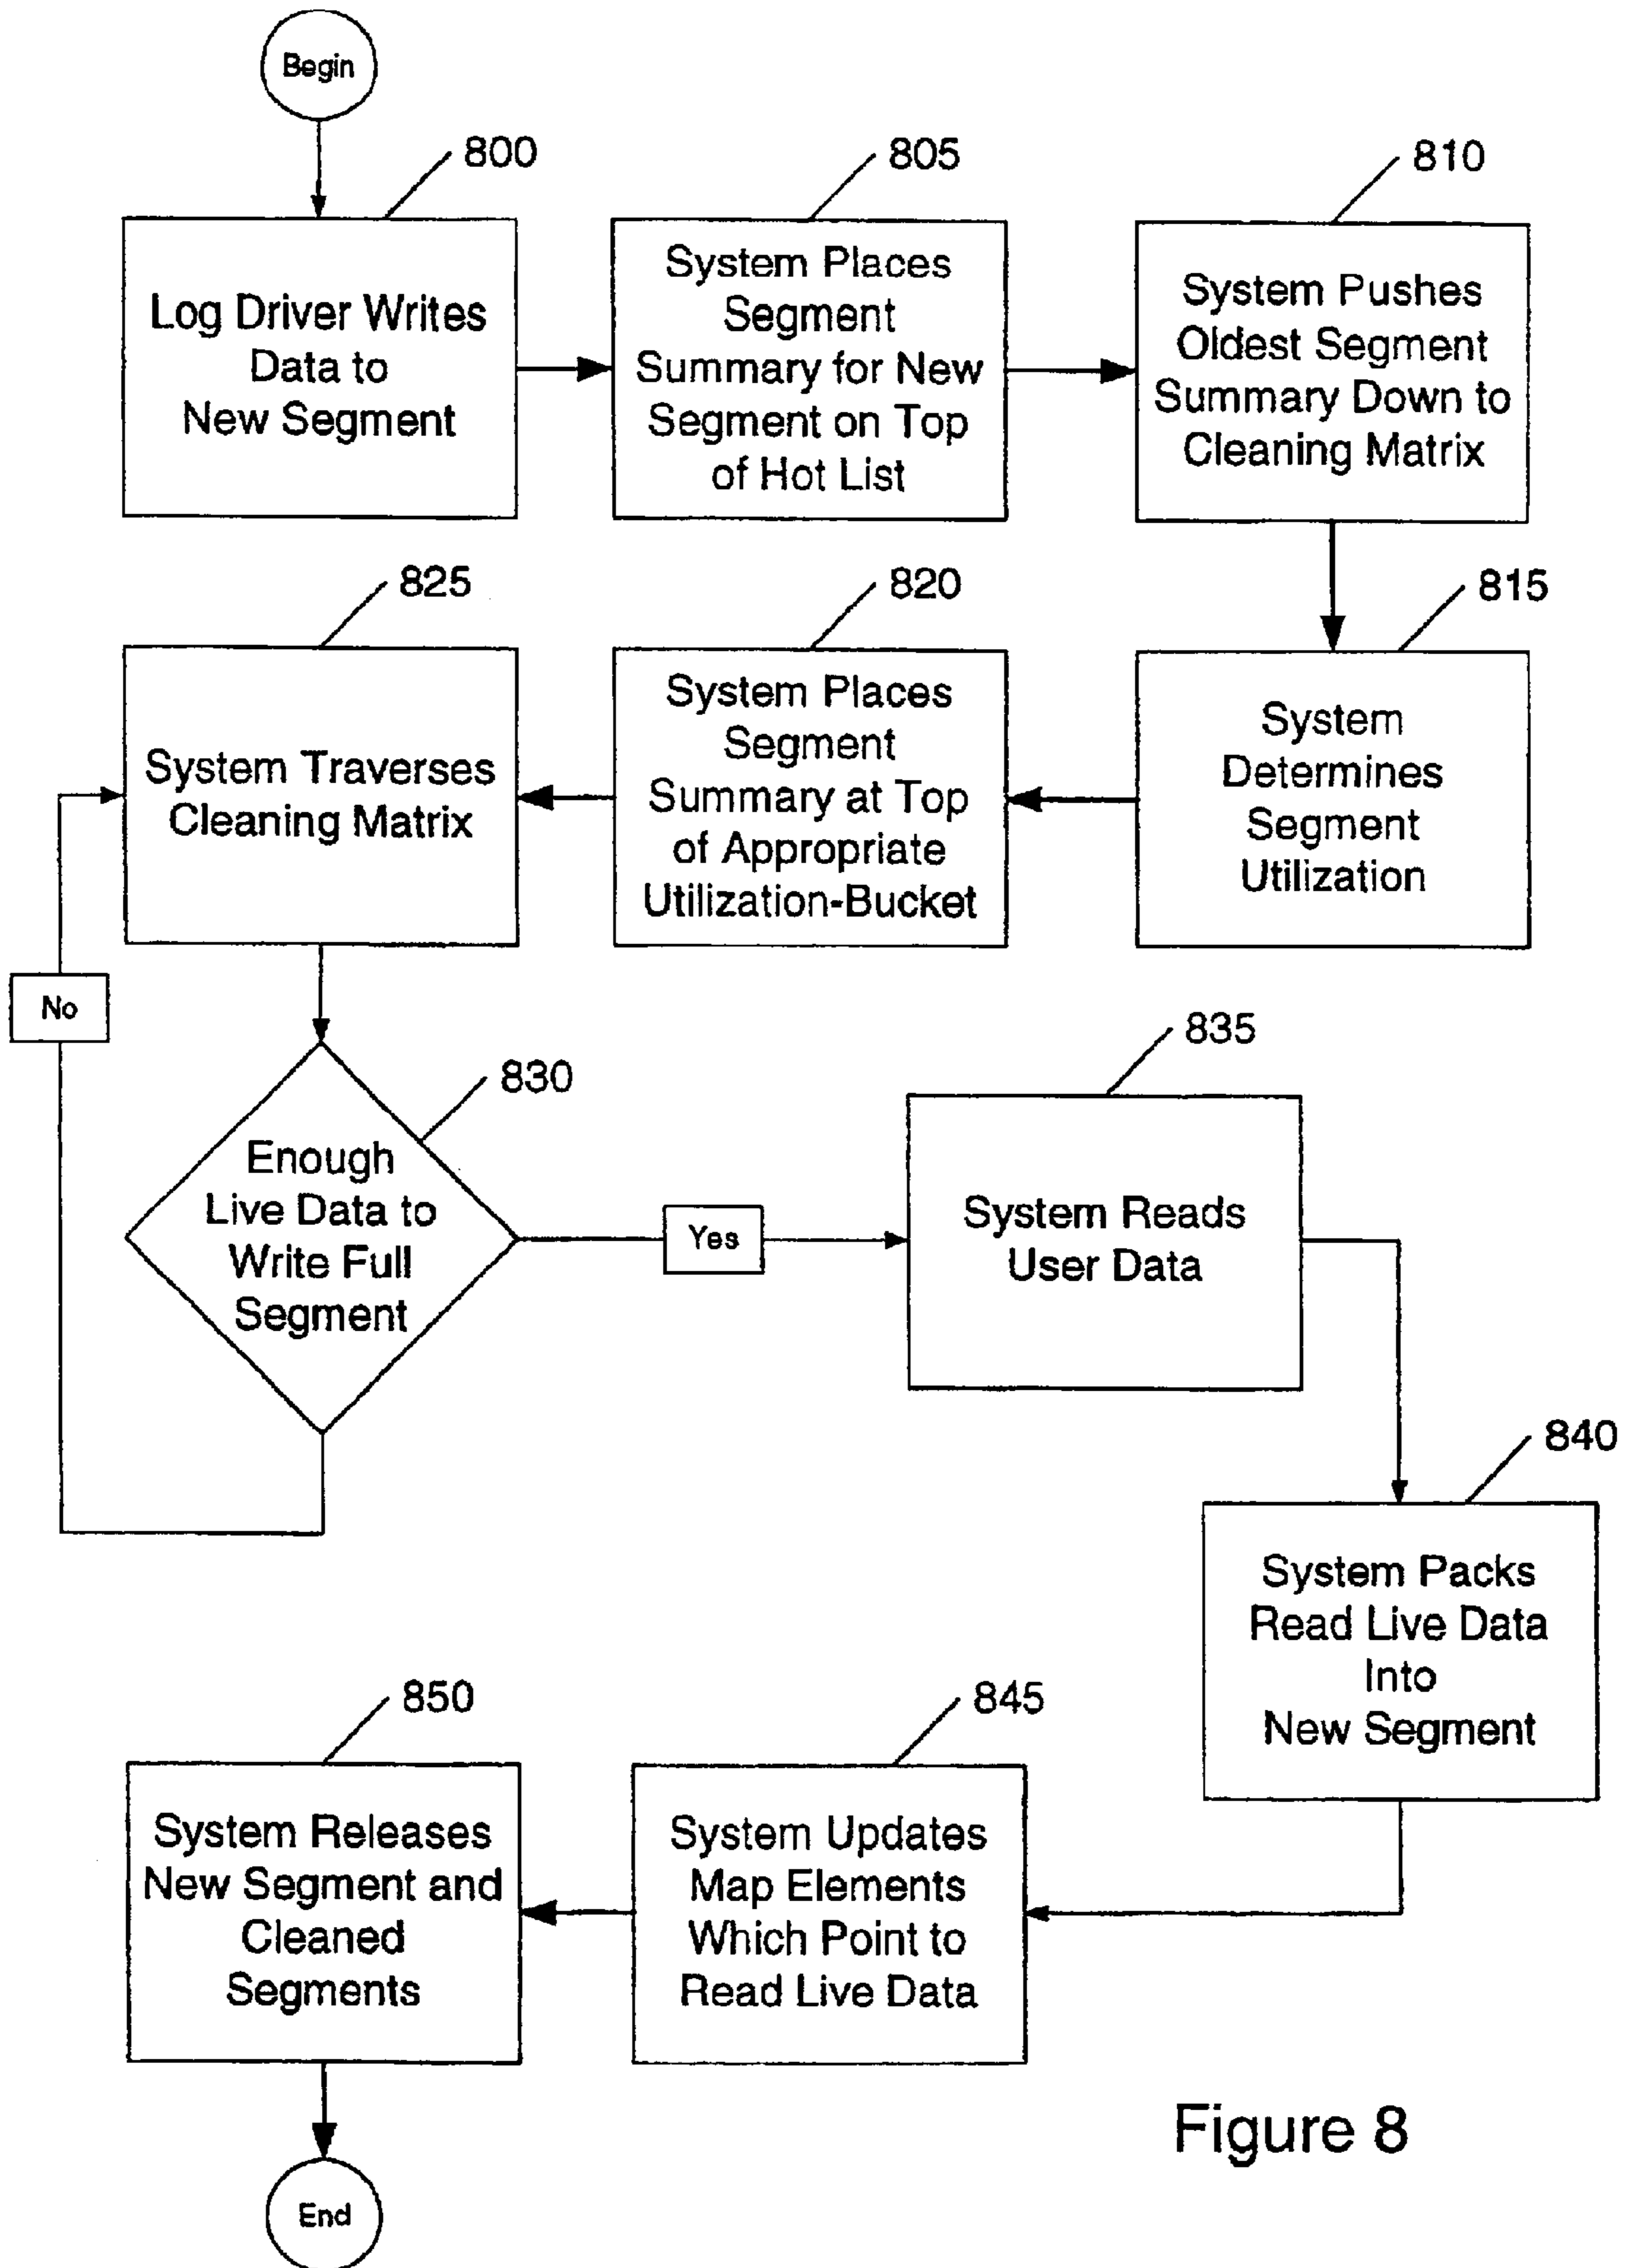 Begin
800
Log Driver Writes
Data to
New Segment
805
System Places
Segment
Summary for New
Segment on Top
of Hot List
810
System Pushes
Oldest Segment
Summary Down to
Cleaning Matrix
815
System
Determines
Segment
Utilization
820
System Places
Segment
Summary at Top
of Appropriate
Utilization-Bucket
825
System Traverses
Cleaning Matrix
No
830
Enough
Live Data to
Write Full
Segment
Yes
835
System Reads
User Data
840
System Packs
Read Live Data
Into
New Segment
845
System Updates
Map Elements
Which Point to
Read Live Data
850
System Releases
New Segment and
Cleaned
Segments
End
Figure 8